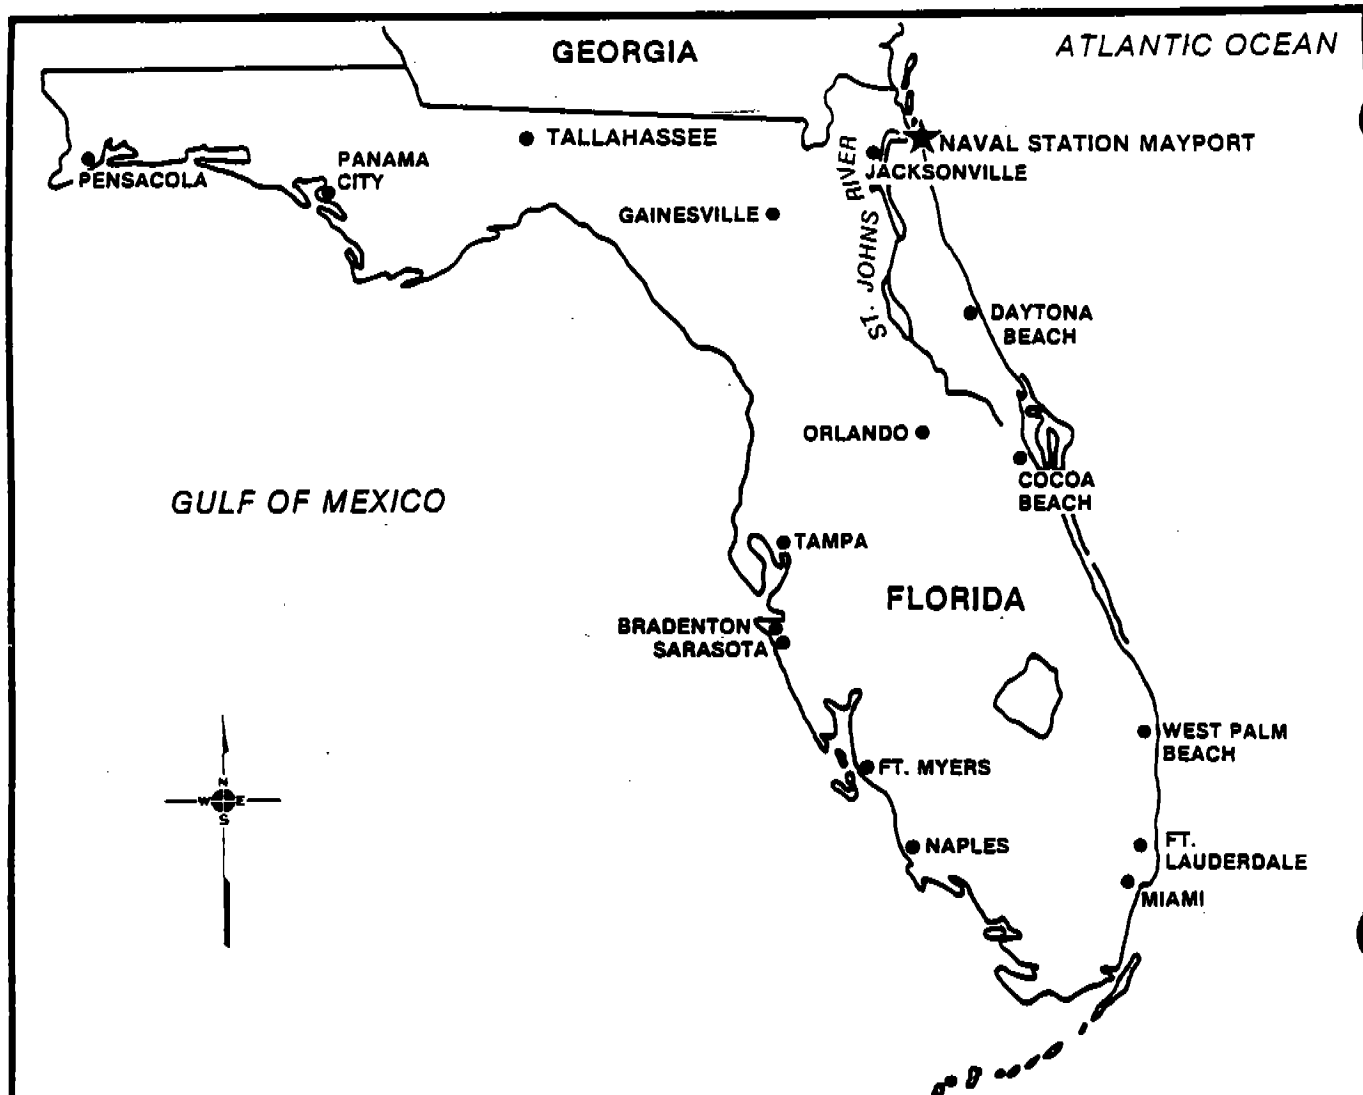 GEORGIA
ATLANTIC OCEAN
TALLAHASSEE
NAVAL STATION MAYPORT
PENSACOLA
PANAMA
CITY
JACKSONVILLE
ST. JOHNS RIVER
GAINESVILLE
DAYTONA
BEACH
ORLANDO
COCOA
BEACH
GULF OF MEXICO
TAMPA
FLORIDA
BRADENTON
SARASOTA
WEST PALM
BEACH
FT. MYERS
N
W E
S
NAPLES
FT.
LAUDERDALE
MIAMI